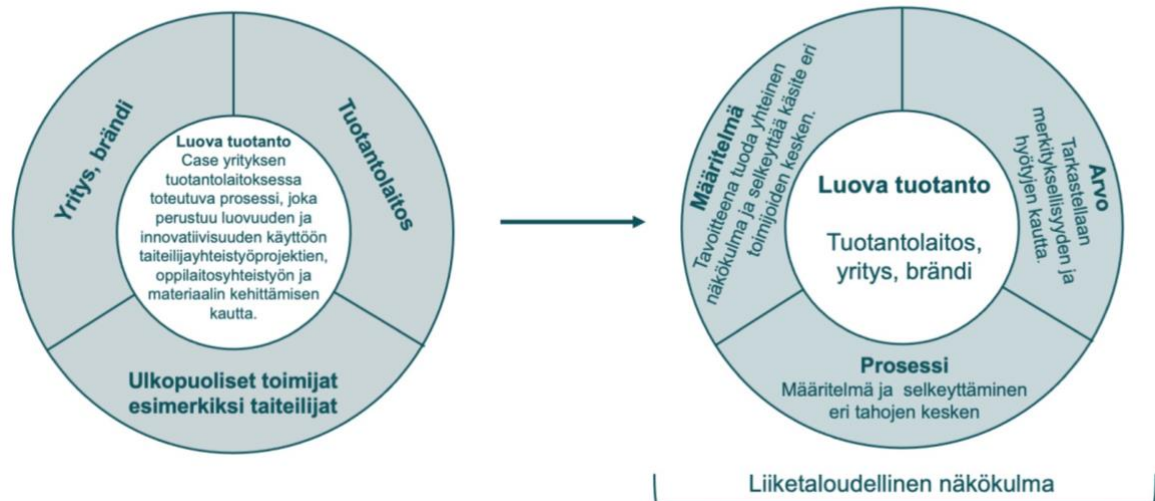 Yritys, brändi
Tuotantolaitos
Luova tuotanto
Case yrityksen
tuotantolaitoksessa
toteutuva prosessi, joka
perustuu luovuuden ja
innovatiivisuuden käyttöön
taiteilijayhteistyöprojektien,
oppilaitosyhteistyön ja
materiaalin kehittämisen
kautta.
Ulkopuoliset toimijat
esimerkiksi taiteilijat
Määritelmä
Tavoitteena tuoda yhteinen
näkökulma ja selkeyttää käsite eri
toimijoiden kesken.
Arvo
Tarkastellaan
merkityksellisyyden ja
hyötyjen kautta.
Luova tuotanto
Tuotantolaitos,
yritys, brändi
Prosessi
Määritelmä ja selkeyttäminen
eri tahojen kesken
Liiketaloudellinen näkökulma